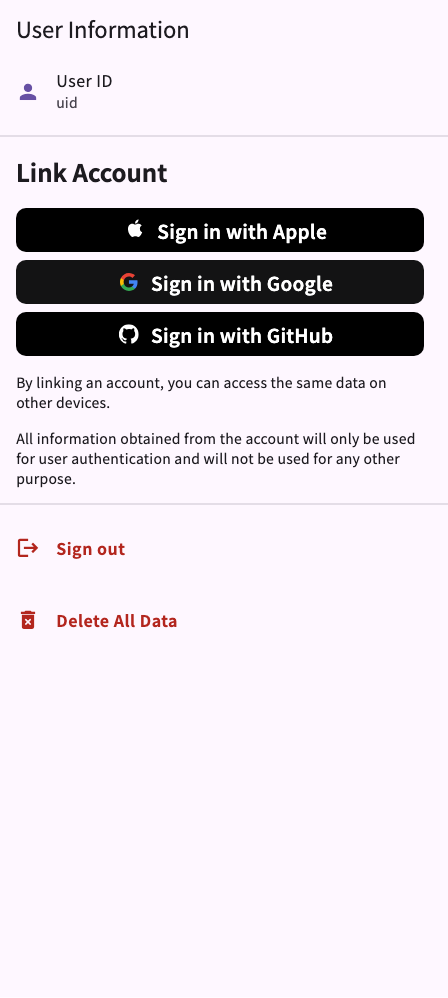 User Information
User ID
uid
Link Account
Sign in with Apple
Sign in with Google
Sign in with GitHub
By linking an account, you can access the same data on
other devices.
All information obtained from the account will only be used
for user authentication and will not be used for any other
purpose.
Sign out
Delete All Data